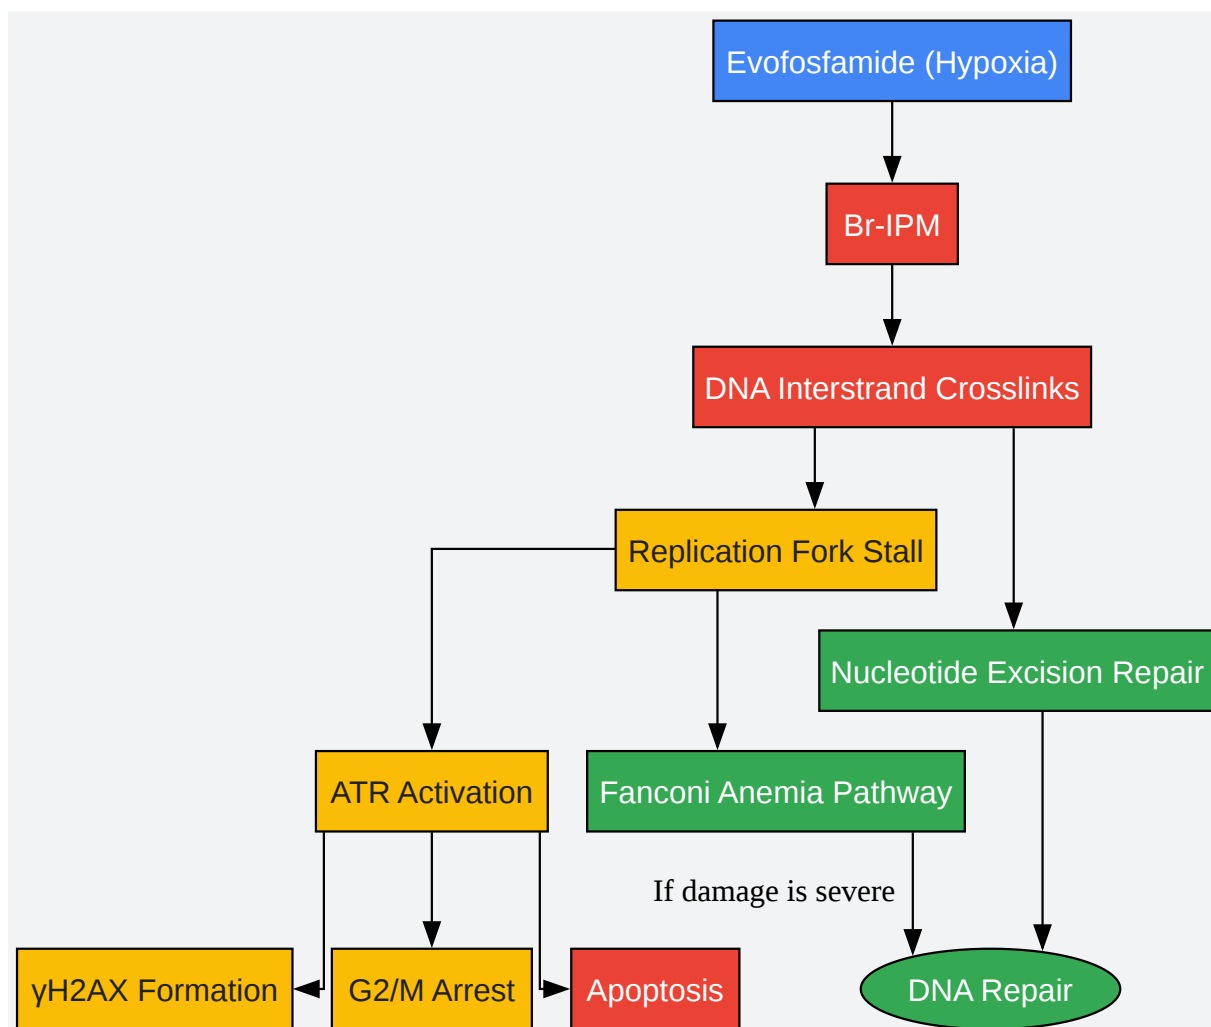 Evofosfamide (Hypoxia)
Br-IPM
DNA Interstrand Crosslinks
Replication Fork Stall
Nucleotide Excision Repair
ATR Activation
Fanconi Anemia Pathway
If damage is severe
γH2AX Formation
G2/M Arrest
Apoptosis
DNA Repair